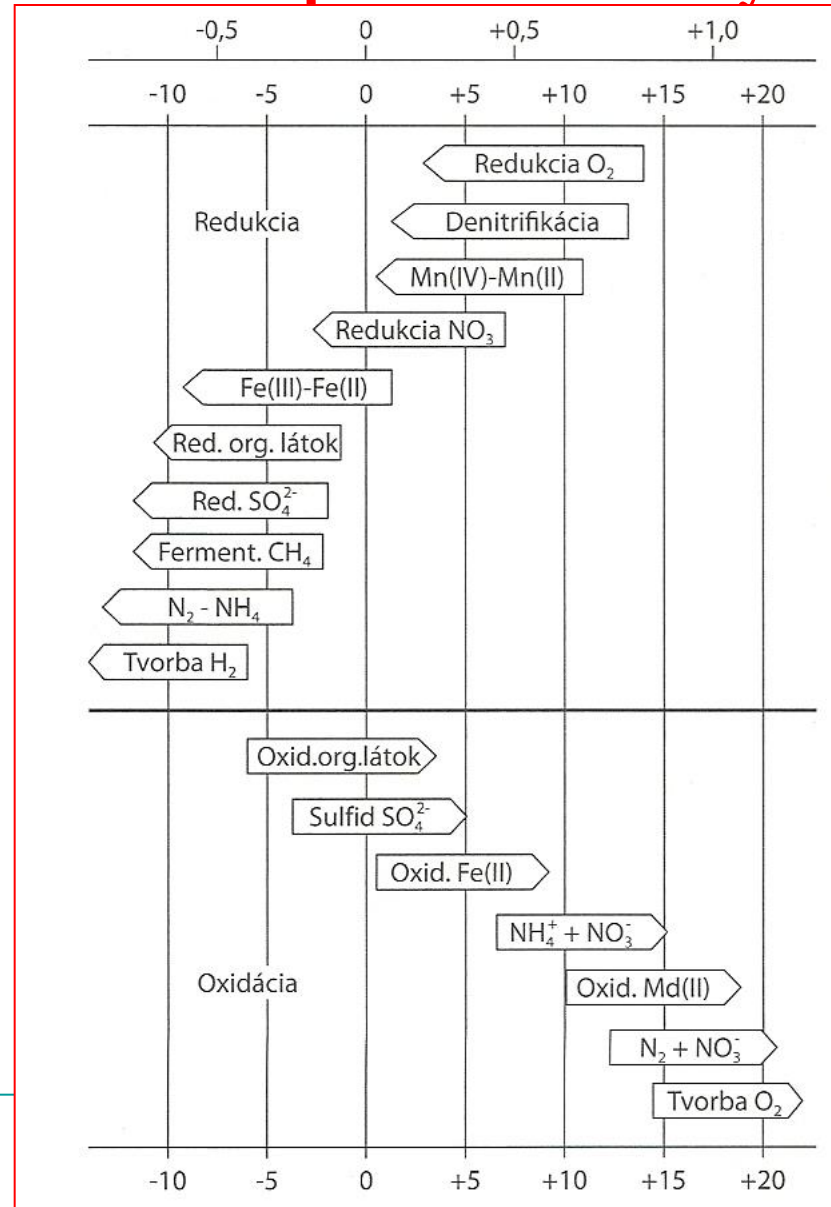 -0,5 0 +0,5 +1,0
-10 -5 0 +5 +10 +15 +20
Redukcia O₂
Redukcia
Denitrifikácia
Mn(IV)-Mn(II)
Redukcia NO₃
Fe(III)-Fe(II)
Red. org. látok
Red. SO₄²⁻
Ferment. CH₄
N₂ - NH₄
Tvorba H₂
Oxid.org.látok
Sulfid SO₄²⁻
Oxid. Fe(II)
NH₄⁺ + NO₃⁻
Oxidácia
Oxid. Md(II)
N₂ + NO₃⁻
Tvorba O₂
-10 -5 0 +5 +10 +15 +20